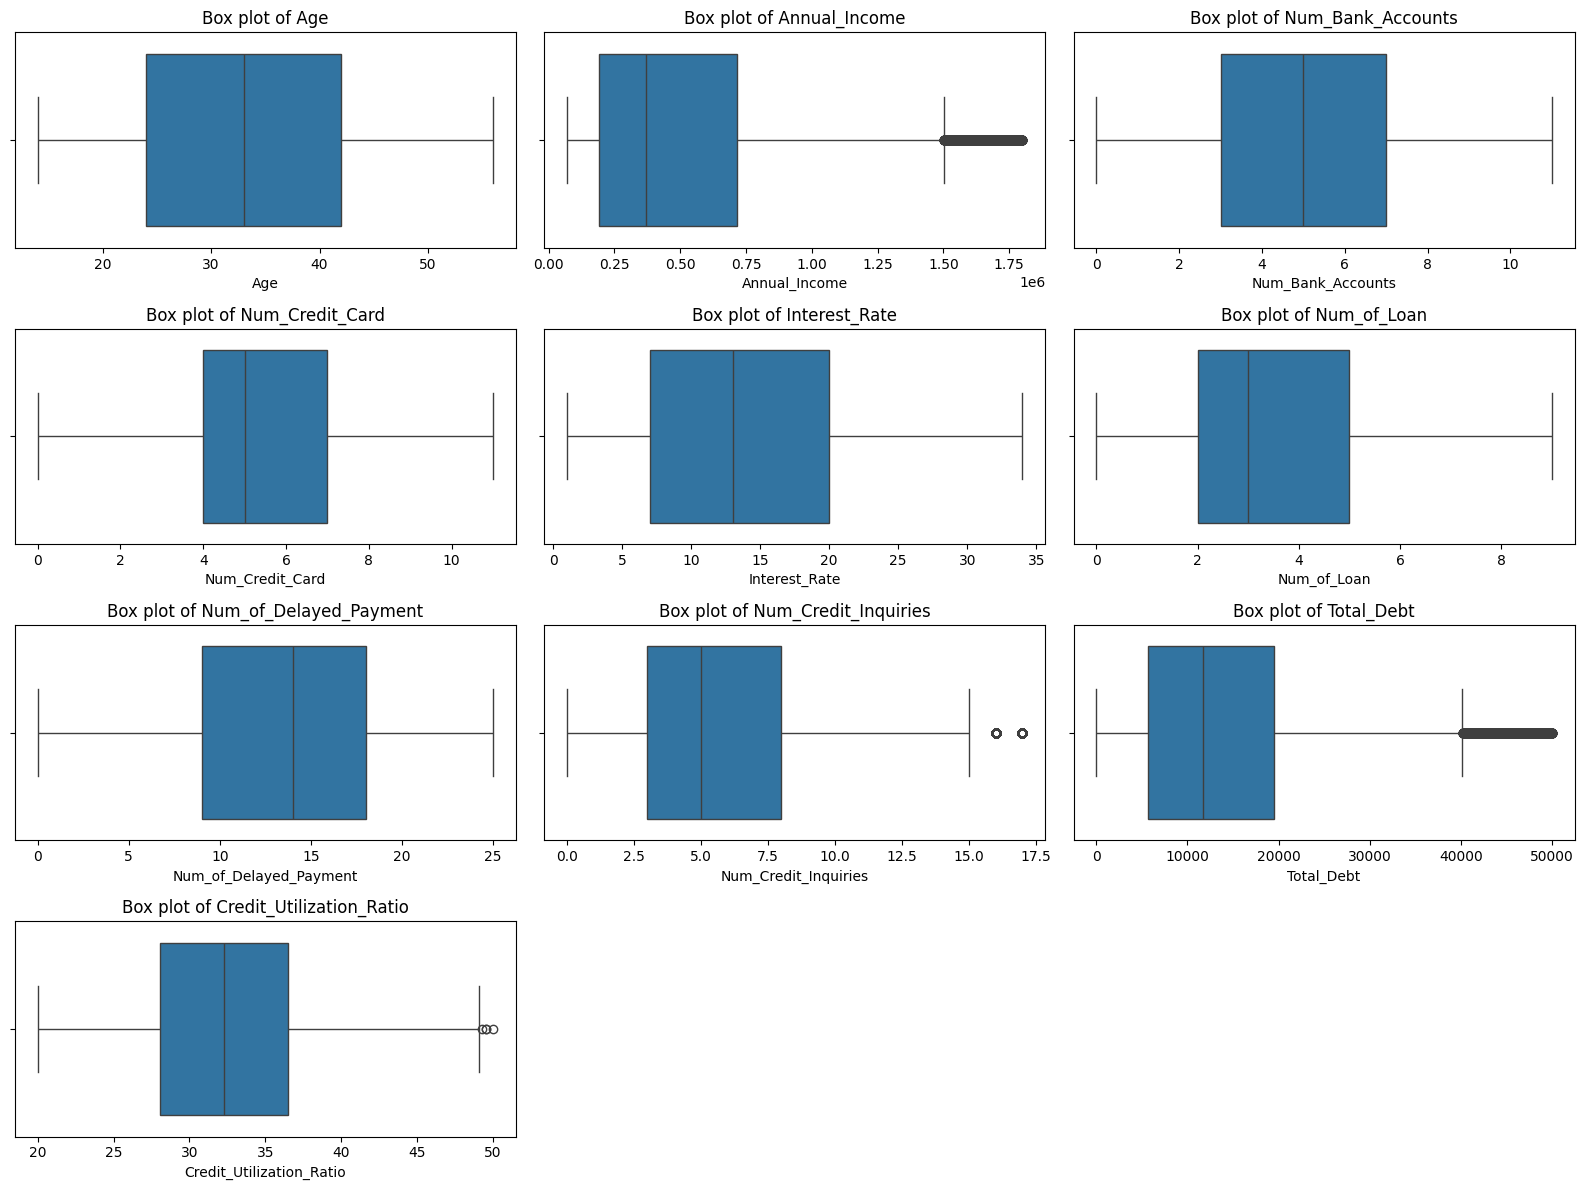 Box plot of Age
Box plot of Annual_Income
Box plot of Num_Bank_Accounts
20 30 40 50
0.00 0.25 0.50 0.75 1.00 1.25 1.50 1.75
1e6
0 2 4 6 8 10
Age
Annual_Income
Num_Bank_Accounts
Box plot of Num_Credit_Card
Box plot of Interest_Rate
Box plot of Num_of_Loan
0 2 4 6 8 10
0 5 10 15 20 25 30 35
0 2 4 6 8
Num_Credit_Card
Interest_Rate
Num_of_Loan
Box plot of Num_of_Delayed_Payment
Box plot of Num_Credit_Inquiries
Box plot of Total_Debt
0 5 10 15 20 25
0.0 2.5 5.0 7.5 10.0 12.5 15.0 17.5
0 10000 20000 30000 40000 50000
Num_of_Delayed_Payment
Num_Credit_Inquiries
Total_Debt
Box plot of Credit_Utilization_Ratio
20 25 30 35 40 45 50
Credit_Utilization_Ratio